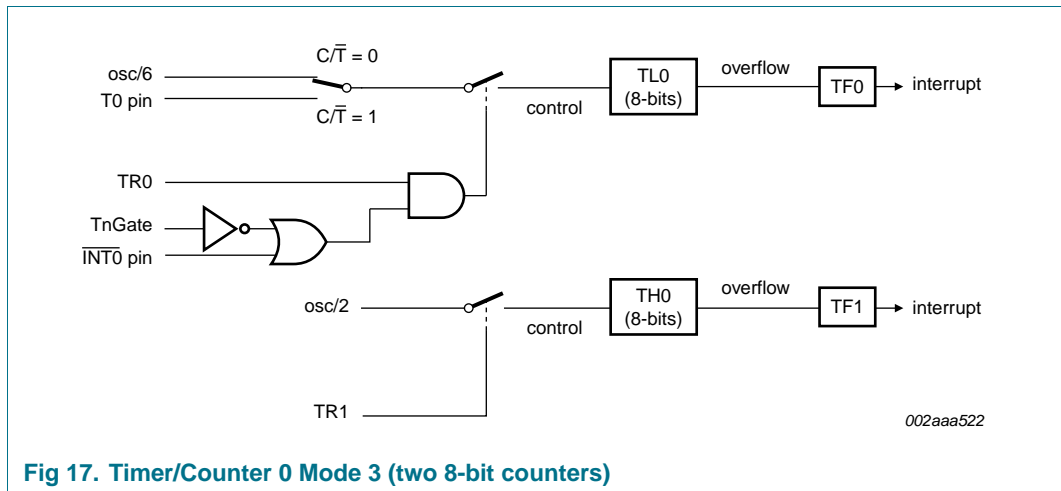 C/T̅ = 0
osc/6
T0 pin
C/T̅ = 1
TL0
(8-bits)
overflow
TF0
interrupt
control
TR0
TnGate
I̅N̅T̅0̅ pin
osc/2
TH0
(8-bits)
overflow
TF1
interrupt
control
TR1
002aaa522
Fig 17. Timer/Counter 0 Mode 3 (two 8-bit counters)